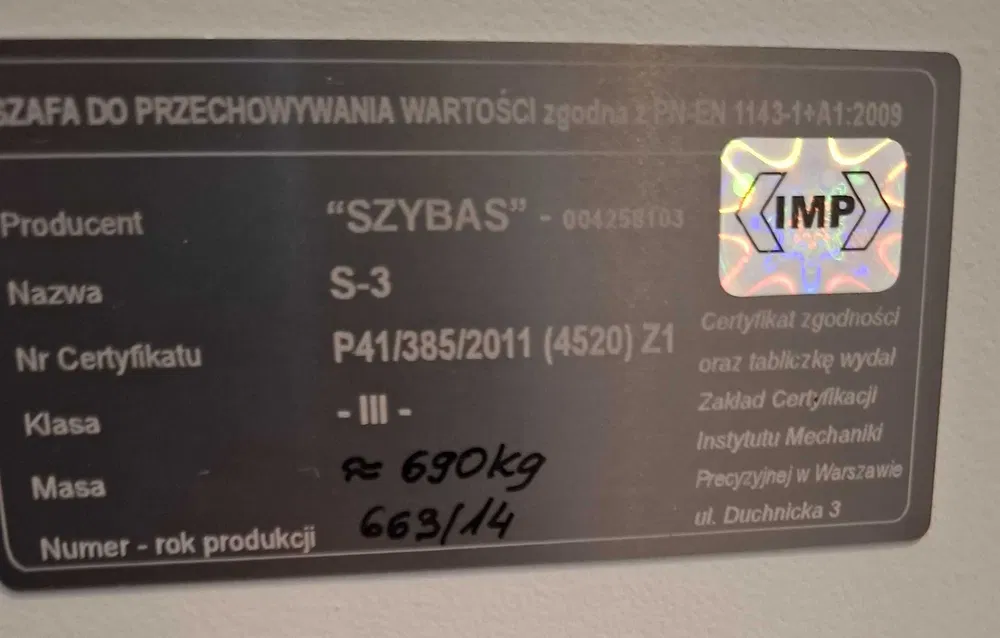 SZAFA DO PRZECHOWYWANIA WARTOŚCI zgodna z PN-EN 1143-1+A1:2009
IMP
Producent "SZYBAS" - 004258103
Nazwa S-3
Nr Certyfikatu P41/385/2011 (4520) Z1
Klasa - III -
Masa ≈ 690kg
Numer - rok produkcji 663/14
Certyfikat zgodności
oraz tabliczkę wydał
Zakład Certyfikacji
Instytutu Mechaniki
Precyzyjnej w Warszawie
ul. Duchnicka 3